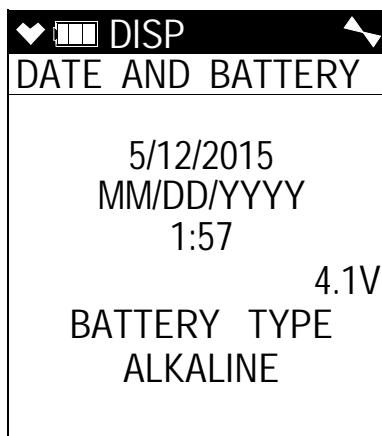 DISP
DATE AND BATTERY
5/12/2015
MM/DD/YYYY
1:57
4.1V
BATTERY TYPE
ALKALINE